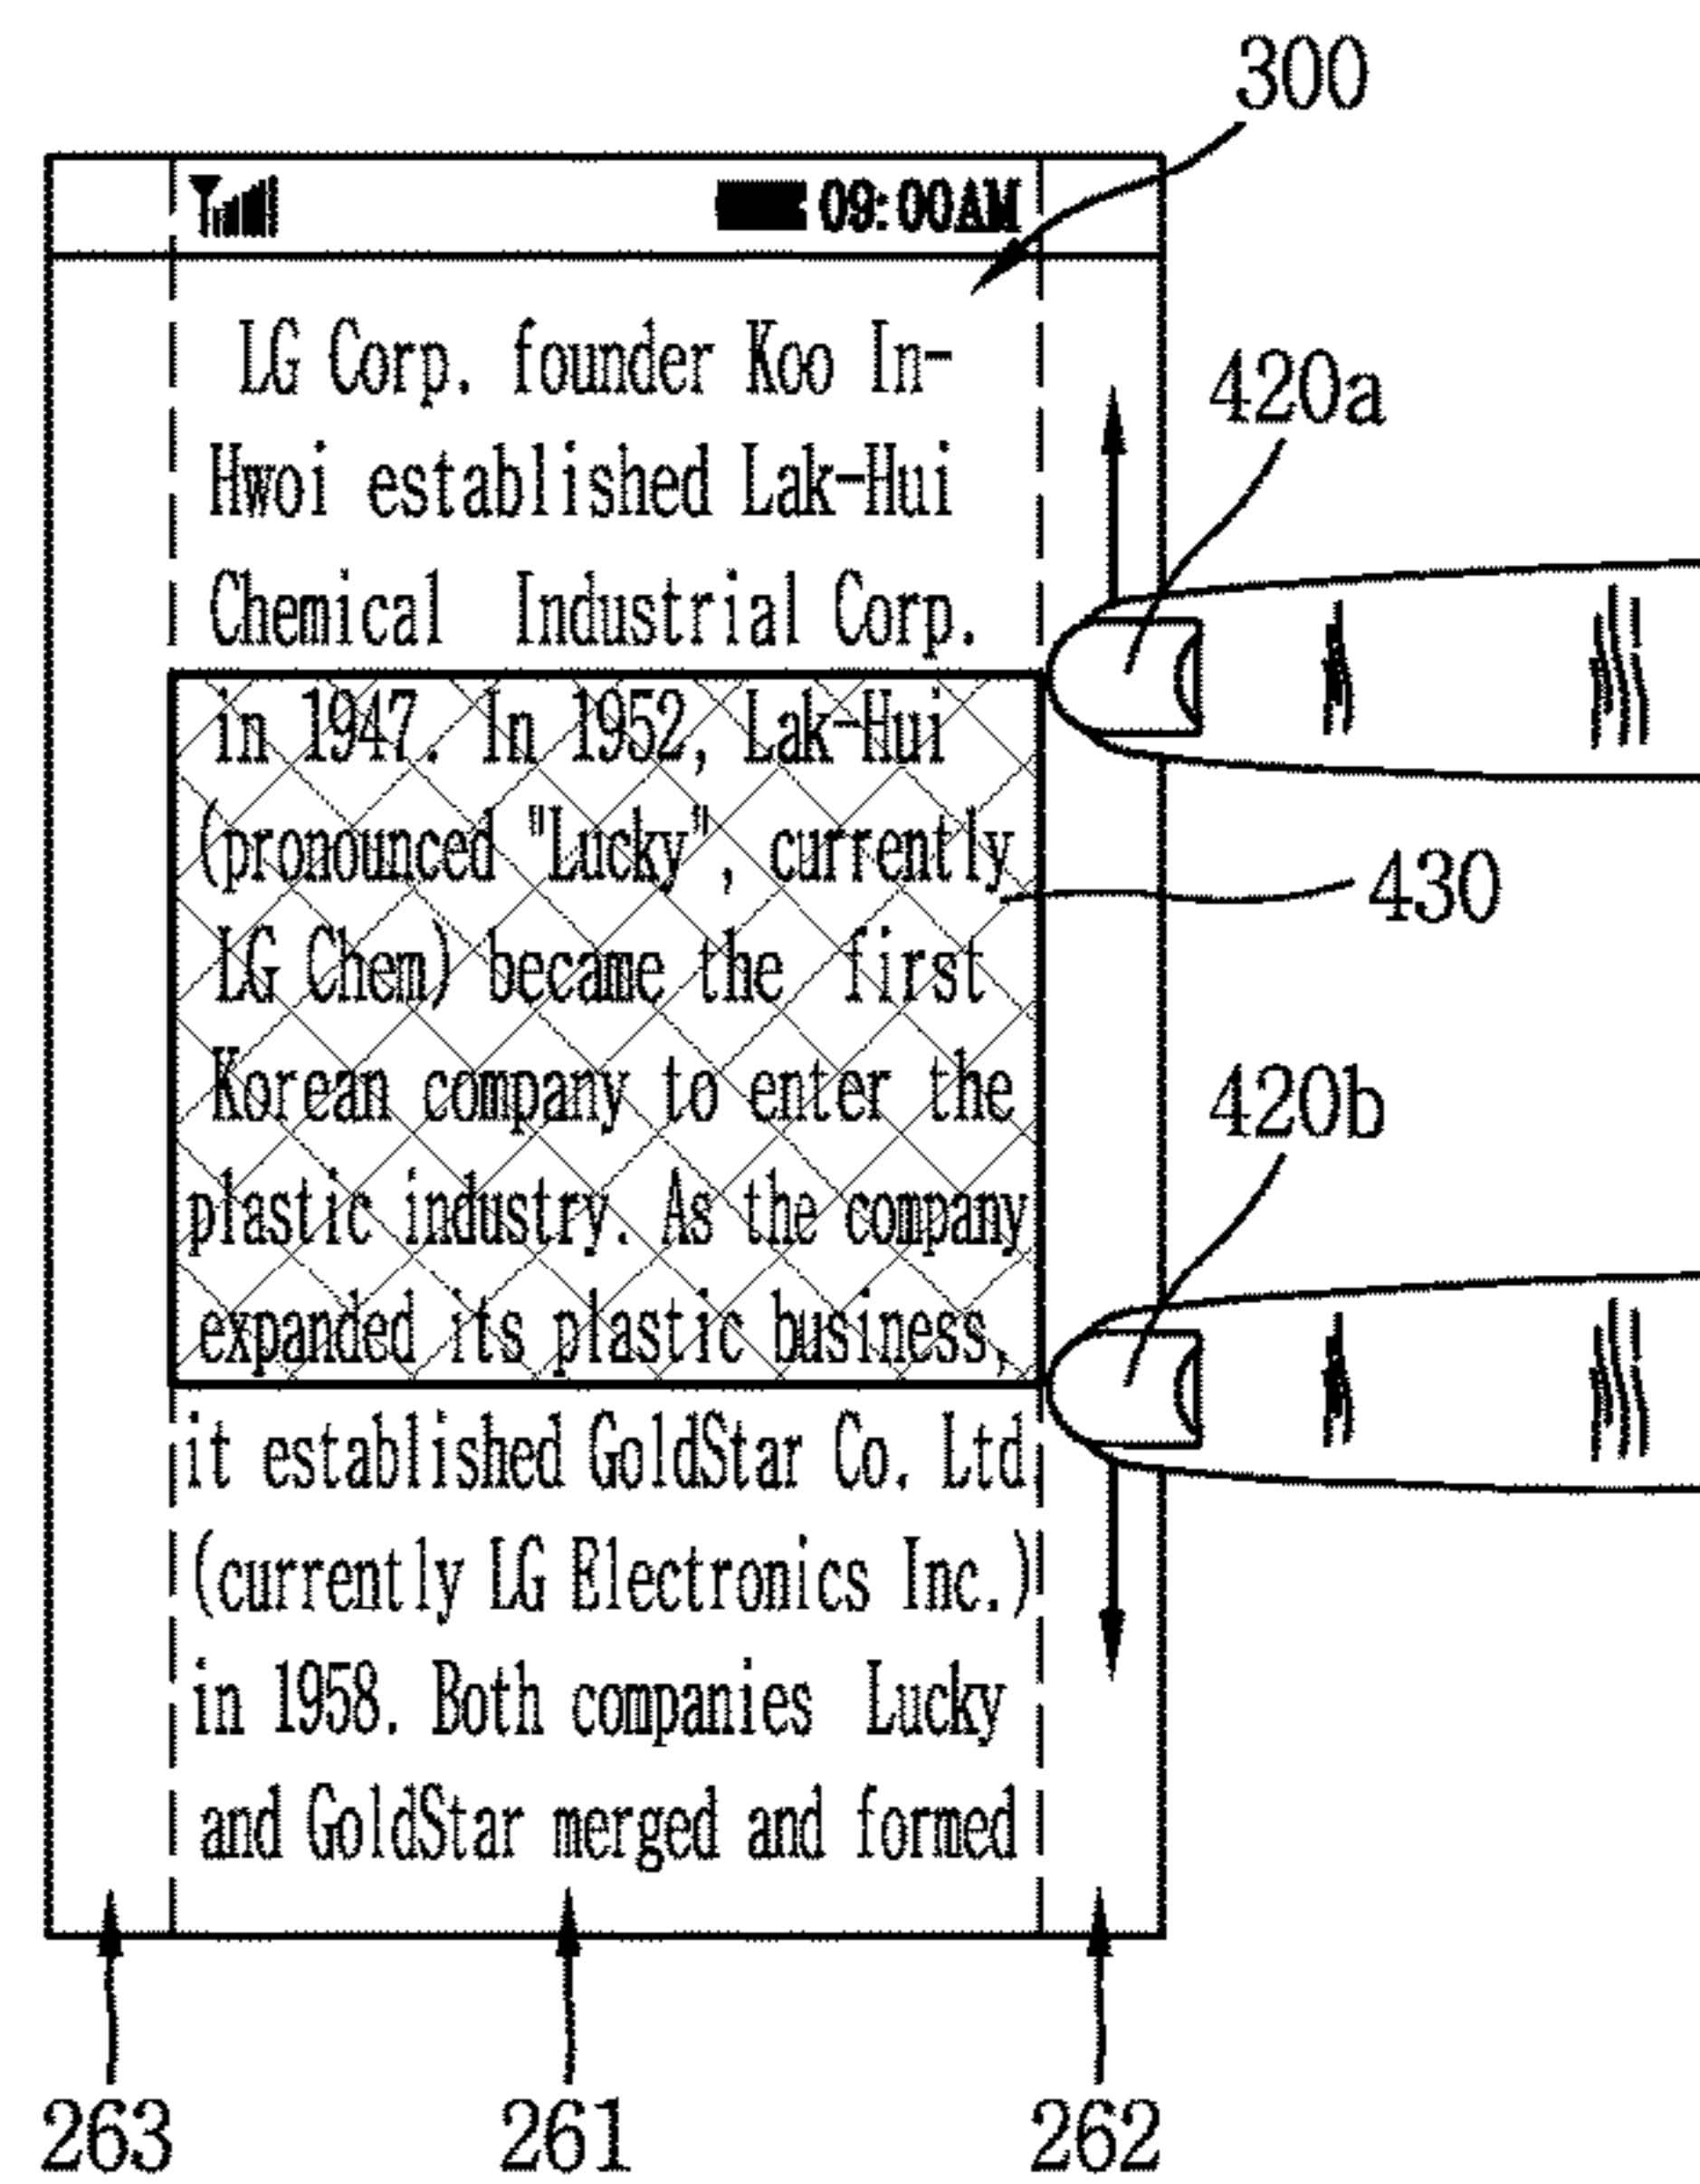 300
09:00AM
LG Corp. founder Koo In-
Hwoi established Lak-Hui
420a
Chemical Industrial Corp.
in 1947. In 1952, Lak-Hui
(pronounced "Lucky", currently
430
LG Chem) became the first
Korean company to enter the
420b
plastic industry. As the company
expanded its plastic business,
it established GoldStar Co. Ltd
(currently LG Electronics Inc.)
in 1958. Both companies Lucky
and GoldStar merged and formed
263 261 262